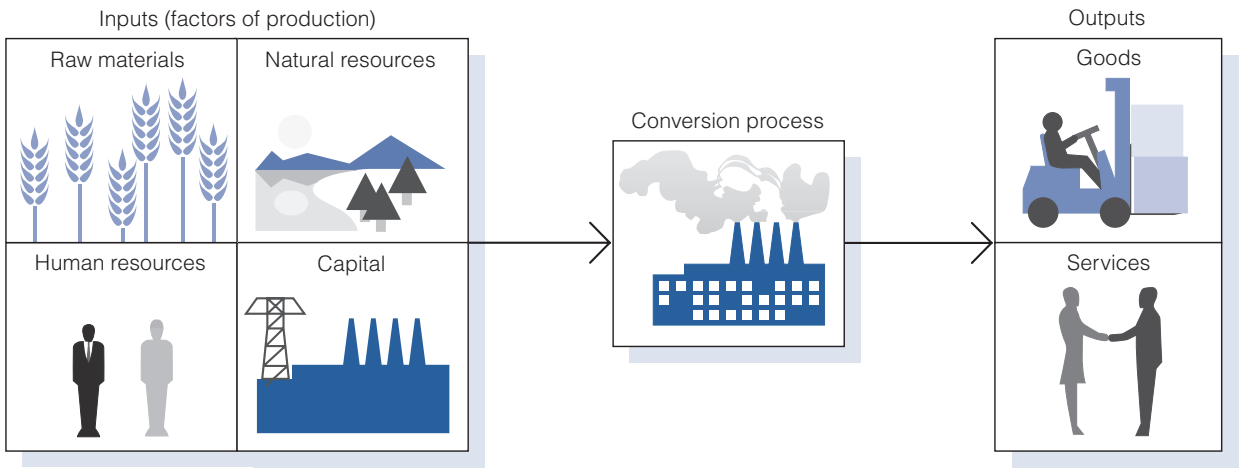 Inputs (factors of production)
Raw materials
Natural resources
Human resources
Capital
Conversion process
Outputs
Goods
Services